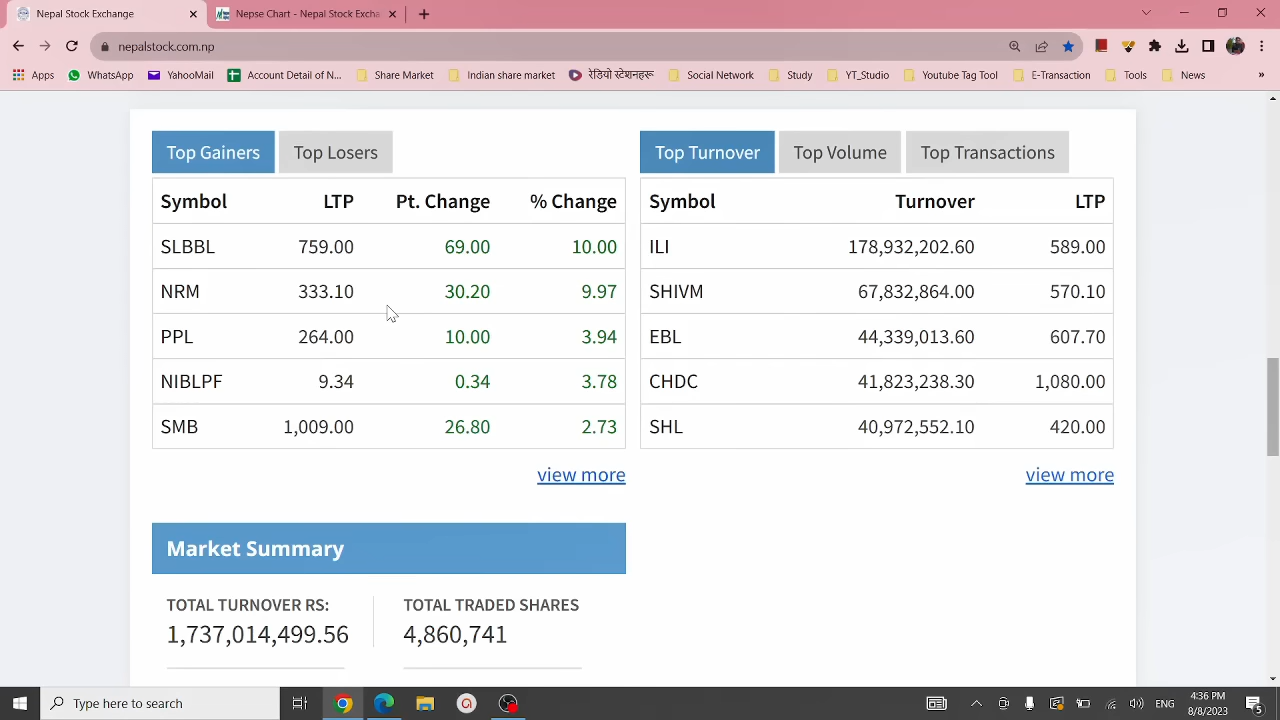 Nepal Stock Exchange
Nepse Chart - Nepal Stock Excha
nepalstock.com.np
Apps WhatsApp YahooMail Account Detail of N... Share Market Indian share market रेडियो स्टेशनहरू Social Network Study YT_Studio Youtube Tag Tool E-Transaction Tools News »
Top Gainers Top Losers
Symbol LTP Pt. Change % Change
SLBBL 759.00 69.00 10.00
NRM 333.10 30.20 9.97
PPL 264.00 10.00 3.94
NIBLPF 9.34 0.34 3.78
SMB 1,009.00 26.80 2.73
view more
Top Turnover Top Volume Top Transactions
Symbol Turnover LTP
ILI 178,932,202.60 589.00
SHIVM 67,832,864.00 570.10
EBL 44,339,013.60 607.70
CHDC 41,823,238.30 1,080.00
SHL 40,972,552.10 420.00
view more
Market Summary
TOTAL TURNOVER RS: TOTAL TRADED SHARES
1,737,014,499.56 4,860,741
Type here to search
ENG
4:36 PM
8/8/2023